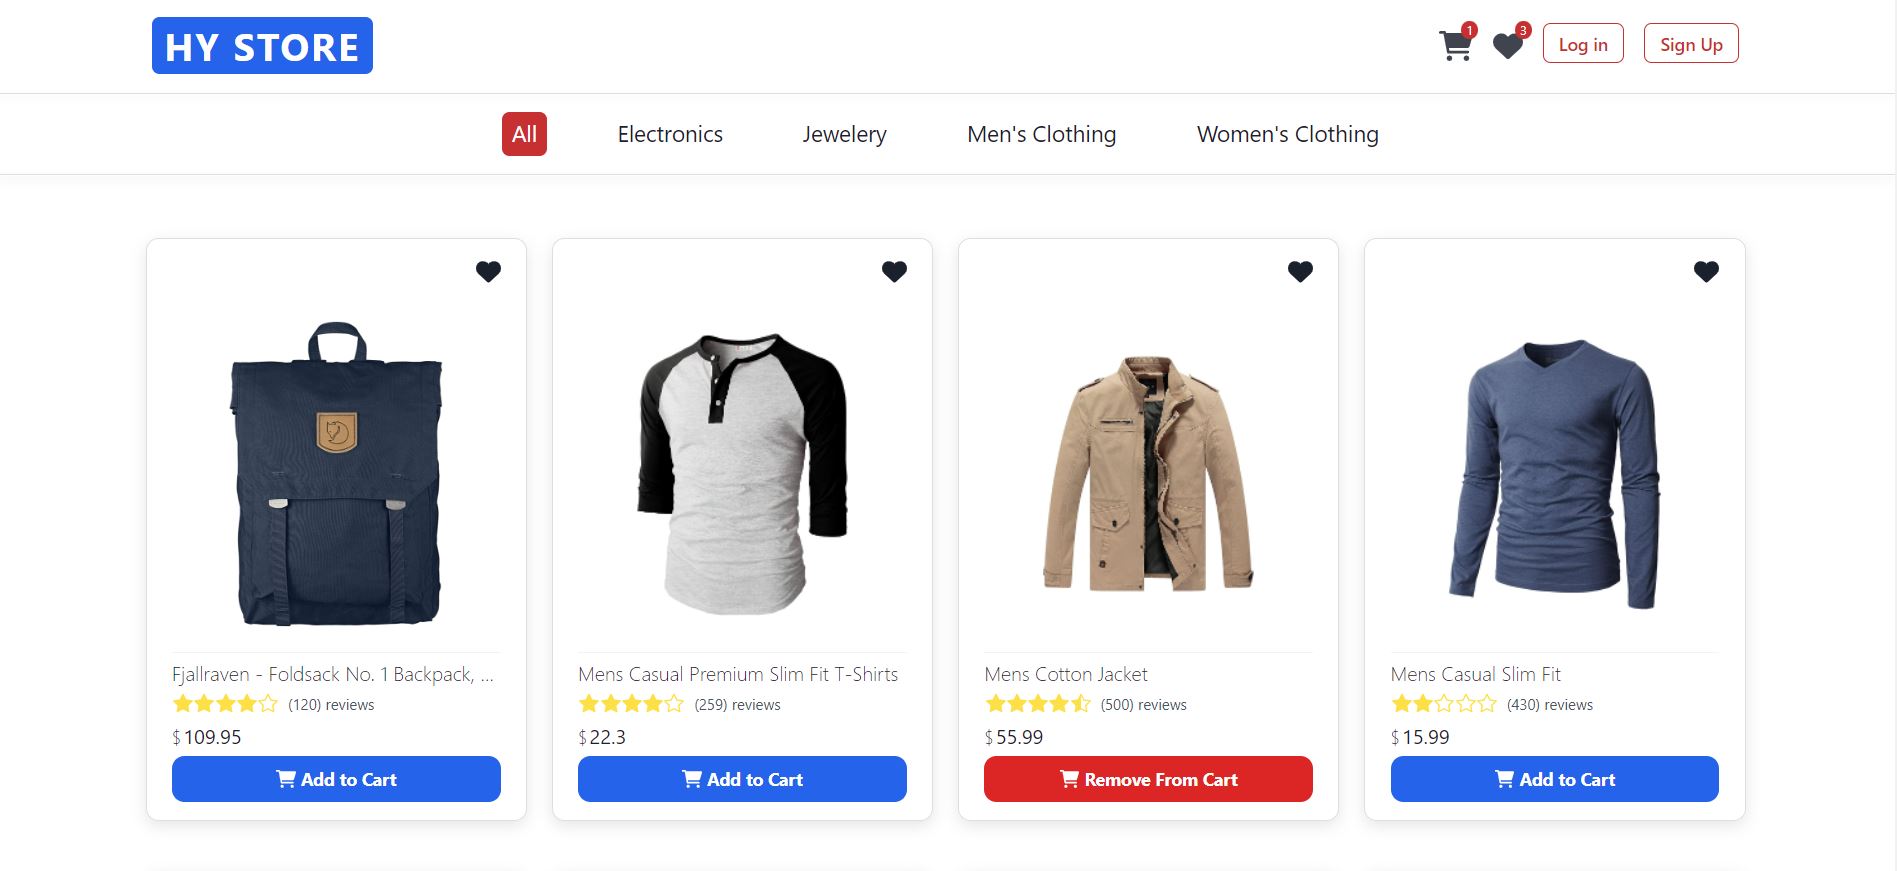 HY STORE
1
3
Log in
Sign Up
All
Electronics
Jewelery
Men's Clothing
Women's Clothing
Fjallraven - Foldsack No. 1 Backpack, ...
(120) reviews
$ 109.95
Add to Cart
Mens Casual Premium Slim Fit T-Shirts
(259) reviews
$ 22.3
Add to Cart
Mens Cotton Jacket
(500) reviews
$ 55.99
Remove From Cart
Mens Casual Slim Fit
(430) reviews
$ 15.99
Add to Cart